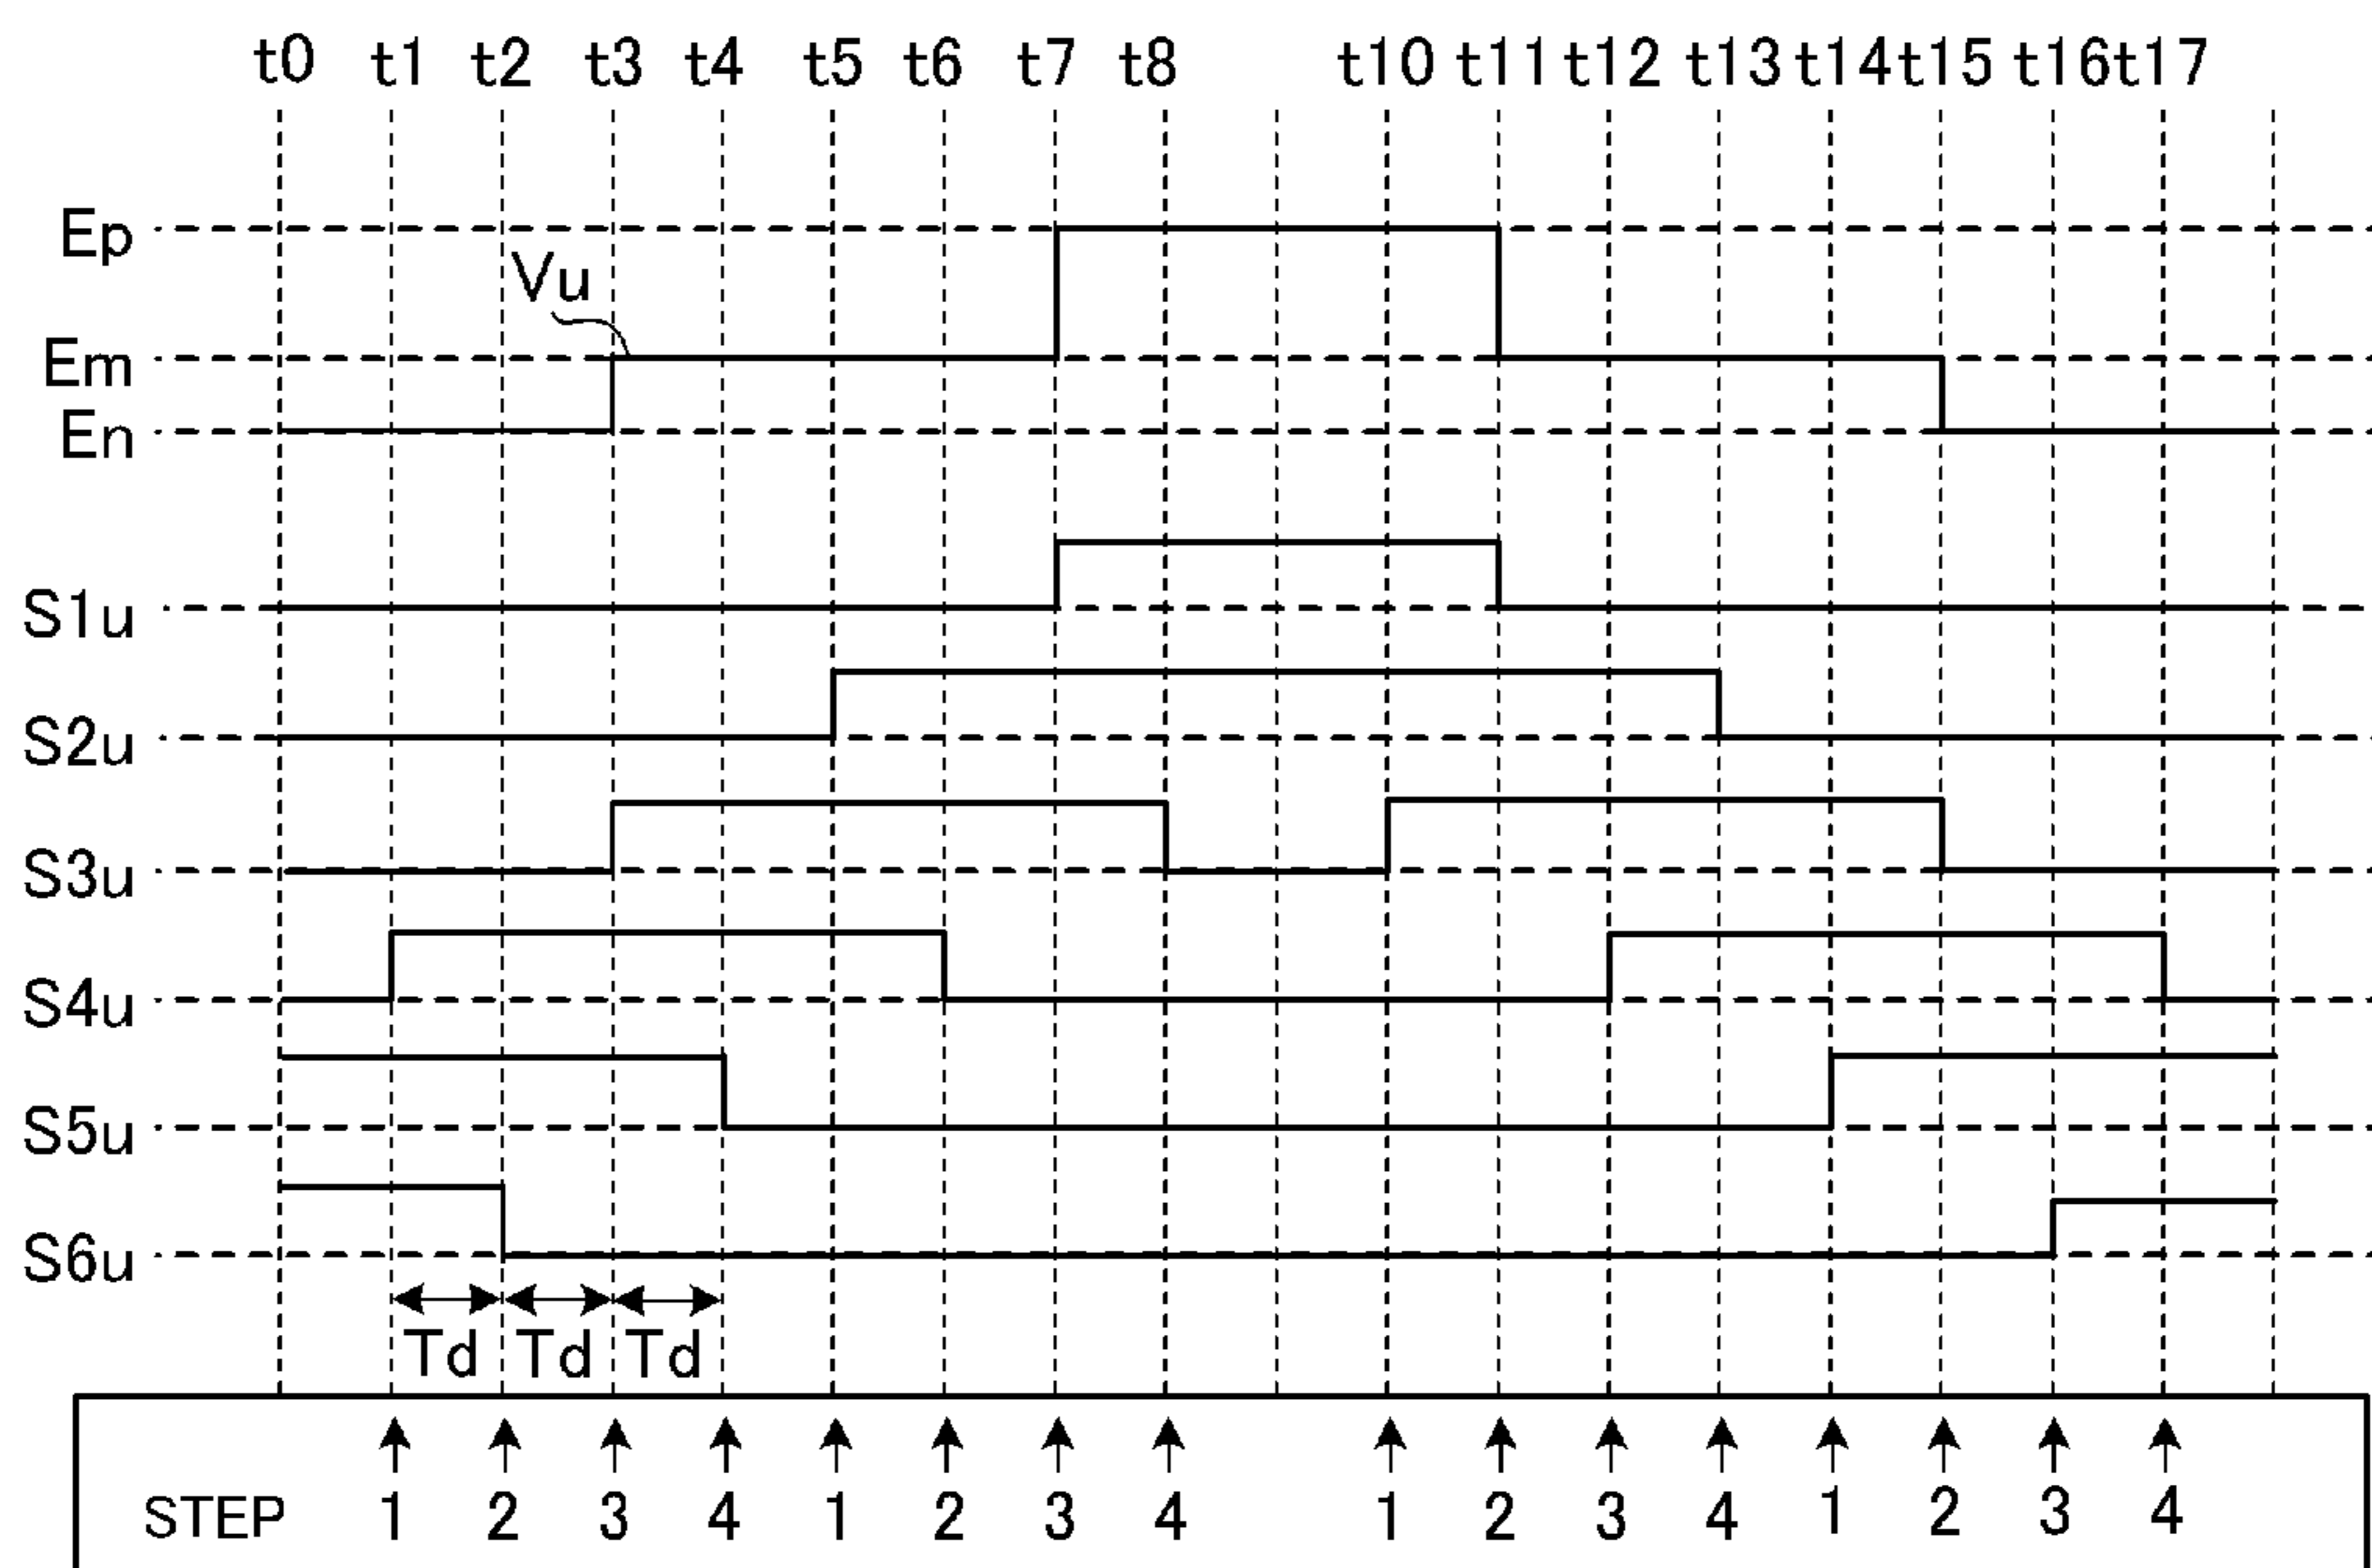 t0 t1 t2 t3 t4 t5 t6 t7 t8 t10 t11 t12 t13 t14 t15 t16 t17
Ep
Vu
Em
En
S1u
S2u
S3u
S4u
S5u
S6u
Td Td Td
STEP 1 2 3 4 1 2 3 4 1 2 3 4 1 2 3 4